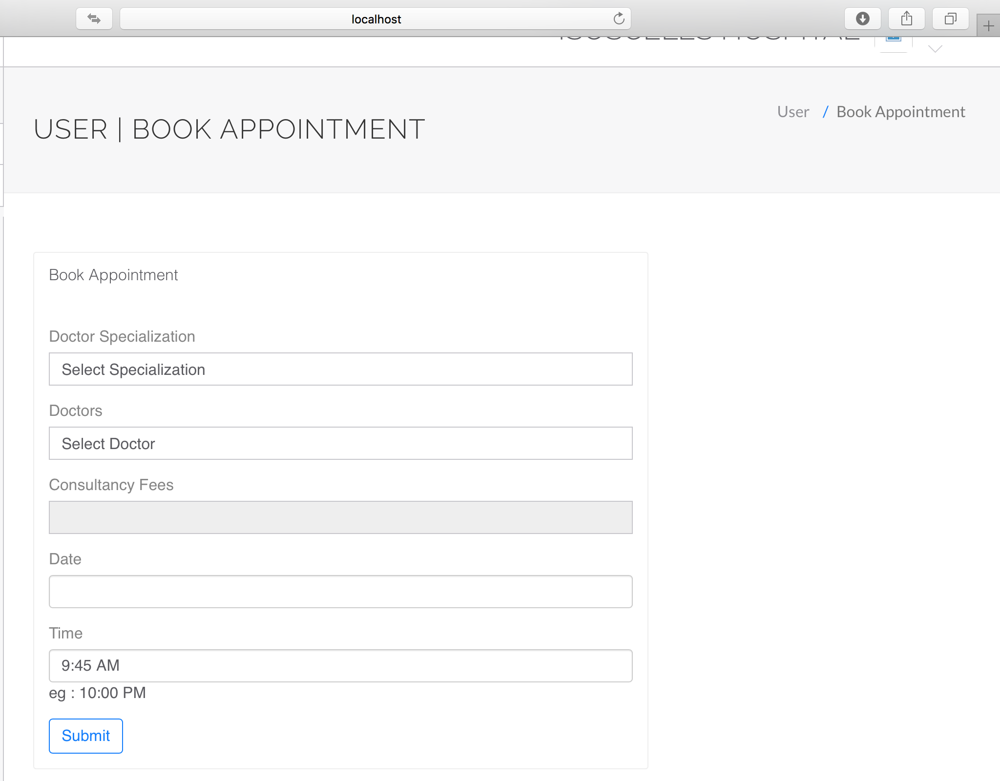 localhost
User / Book Appointment
USER | BOOK APPOINTMENT
Book Appointment
Doctor Specialization
Select Specialization
Doctors
Select Doctor
Consultancy Fees
Date
Time
9:45 AM
eg : 10:00 PM
Submit